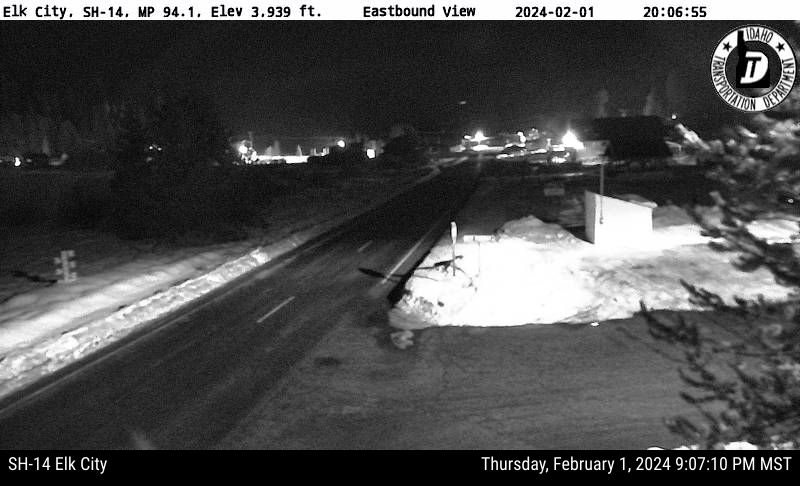 Elk City, SH-14, MP 94.1, Elev 3,939 ft. Eastbound View 2024-02-01 20:06:55
IDAHO
TRANSPORTATION DEPARTMENT
SH-14 Elk City Thursday, February 1, 2024 9:07:10 PM MST